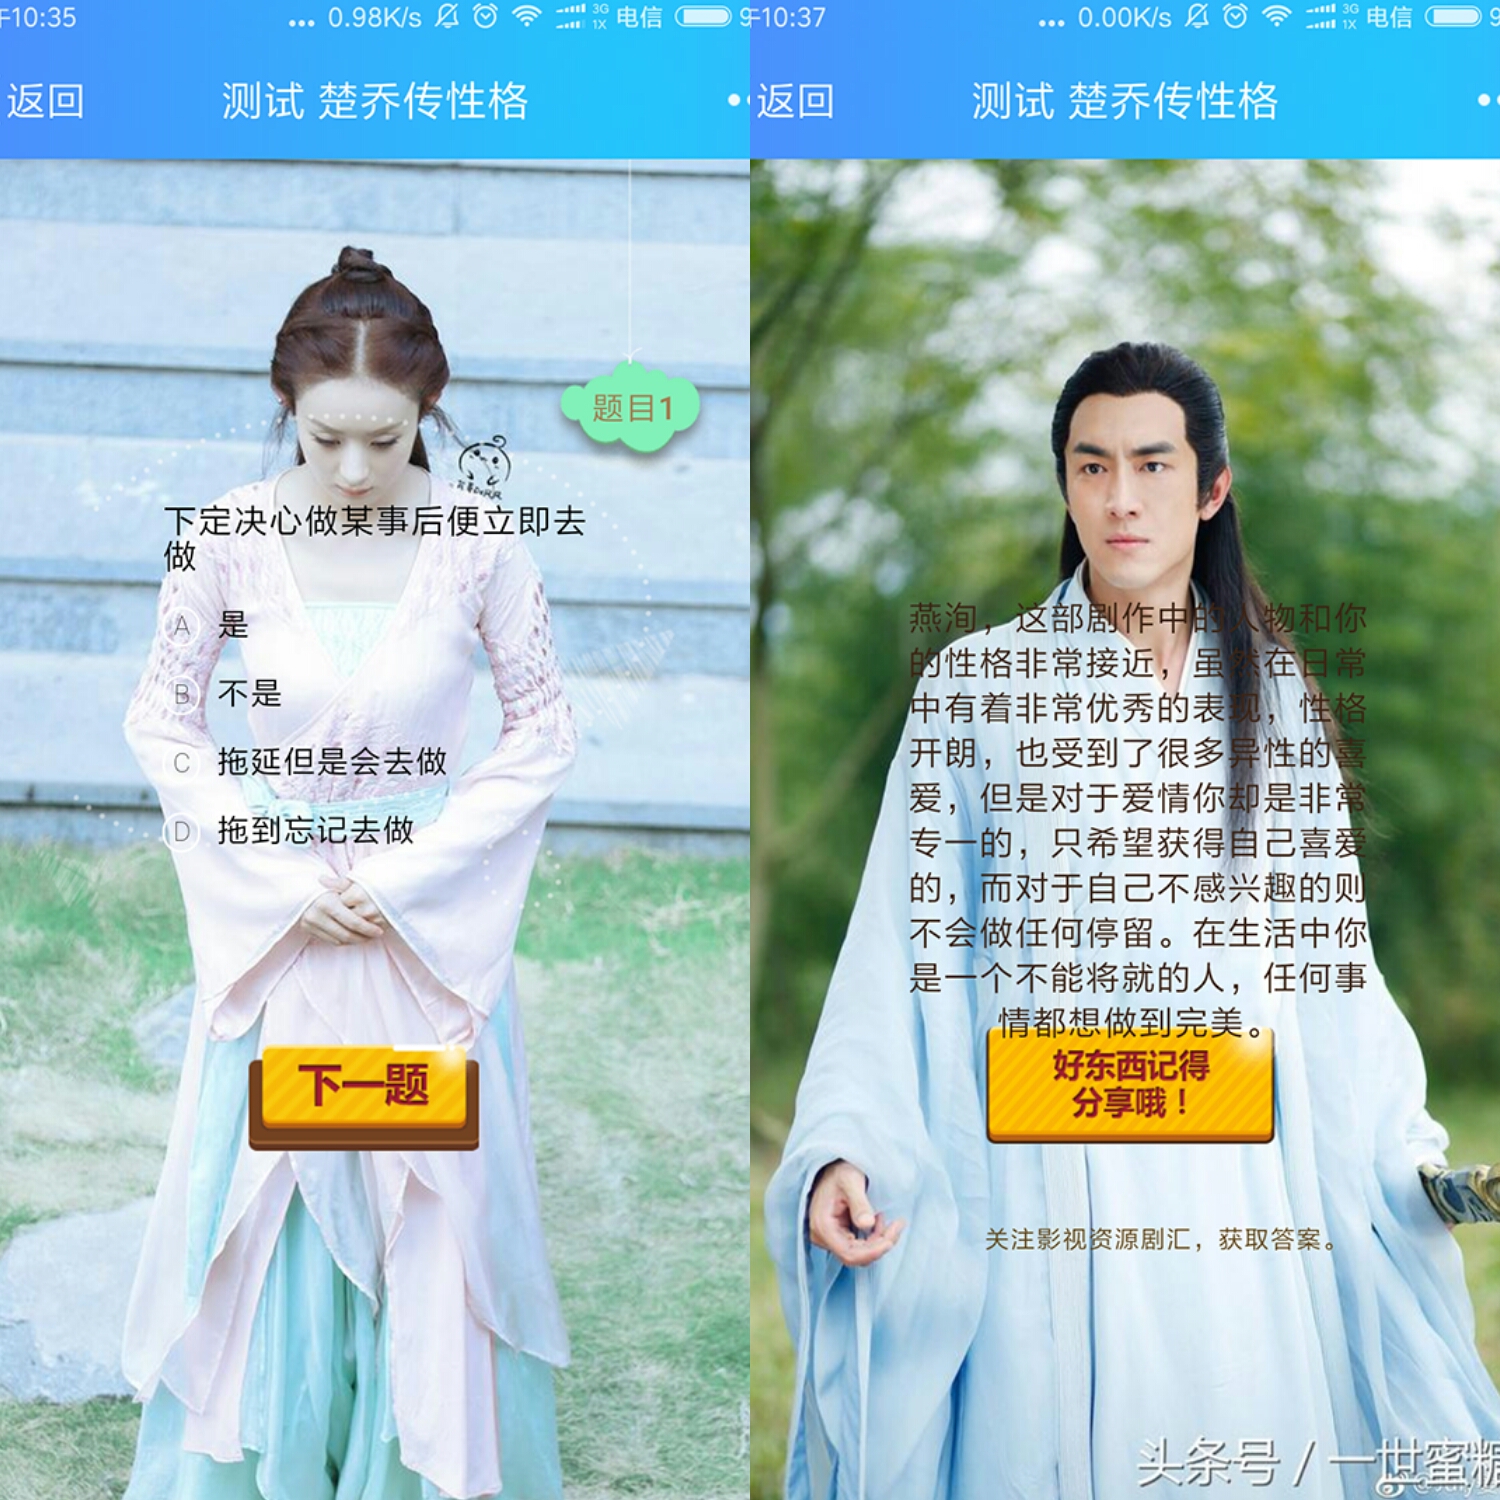 午10:35
... 0.98K/s 3G 1X 电信
返回
测试 楚乔传性格
题目1
下定决心做某事后便立即去
做
A 是
B 不是
C 拖延但是会去做
D 拖到忘记去做
下一题
午10:37
... 0.00K/s 3G 1X 电信 9
返回
测试 楚乔传性格
燕洵，这部剧作中的人物和你
的性格非常接近，虽然在日常
中有着非常优秀的表现，性格
开朗，也受到了很多异性的喜
爱，但是对于爱情你却是非常
专一的，只希望获得自己喜爱
的，而对于自己不感兴趣的则
不会做任何停留。在生活中你
是一个不能将就的人，任何事
情都想做到完美。
好东西记得
分享哦！
关注影视资源剧汇，获取答案。
头条号 / 一世蜜糖